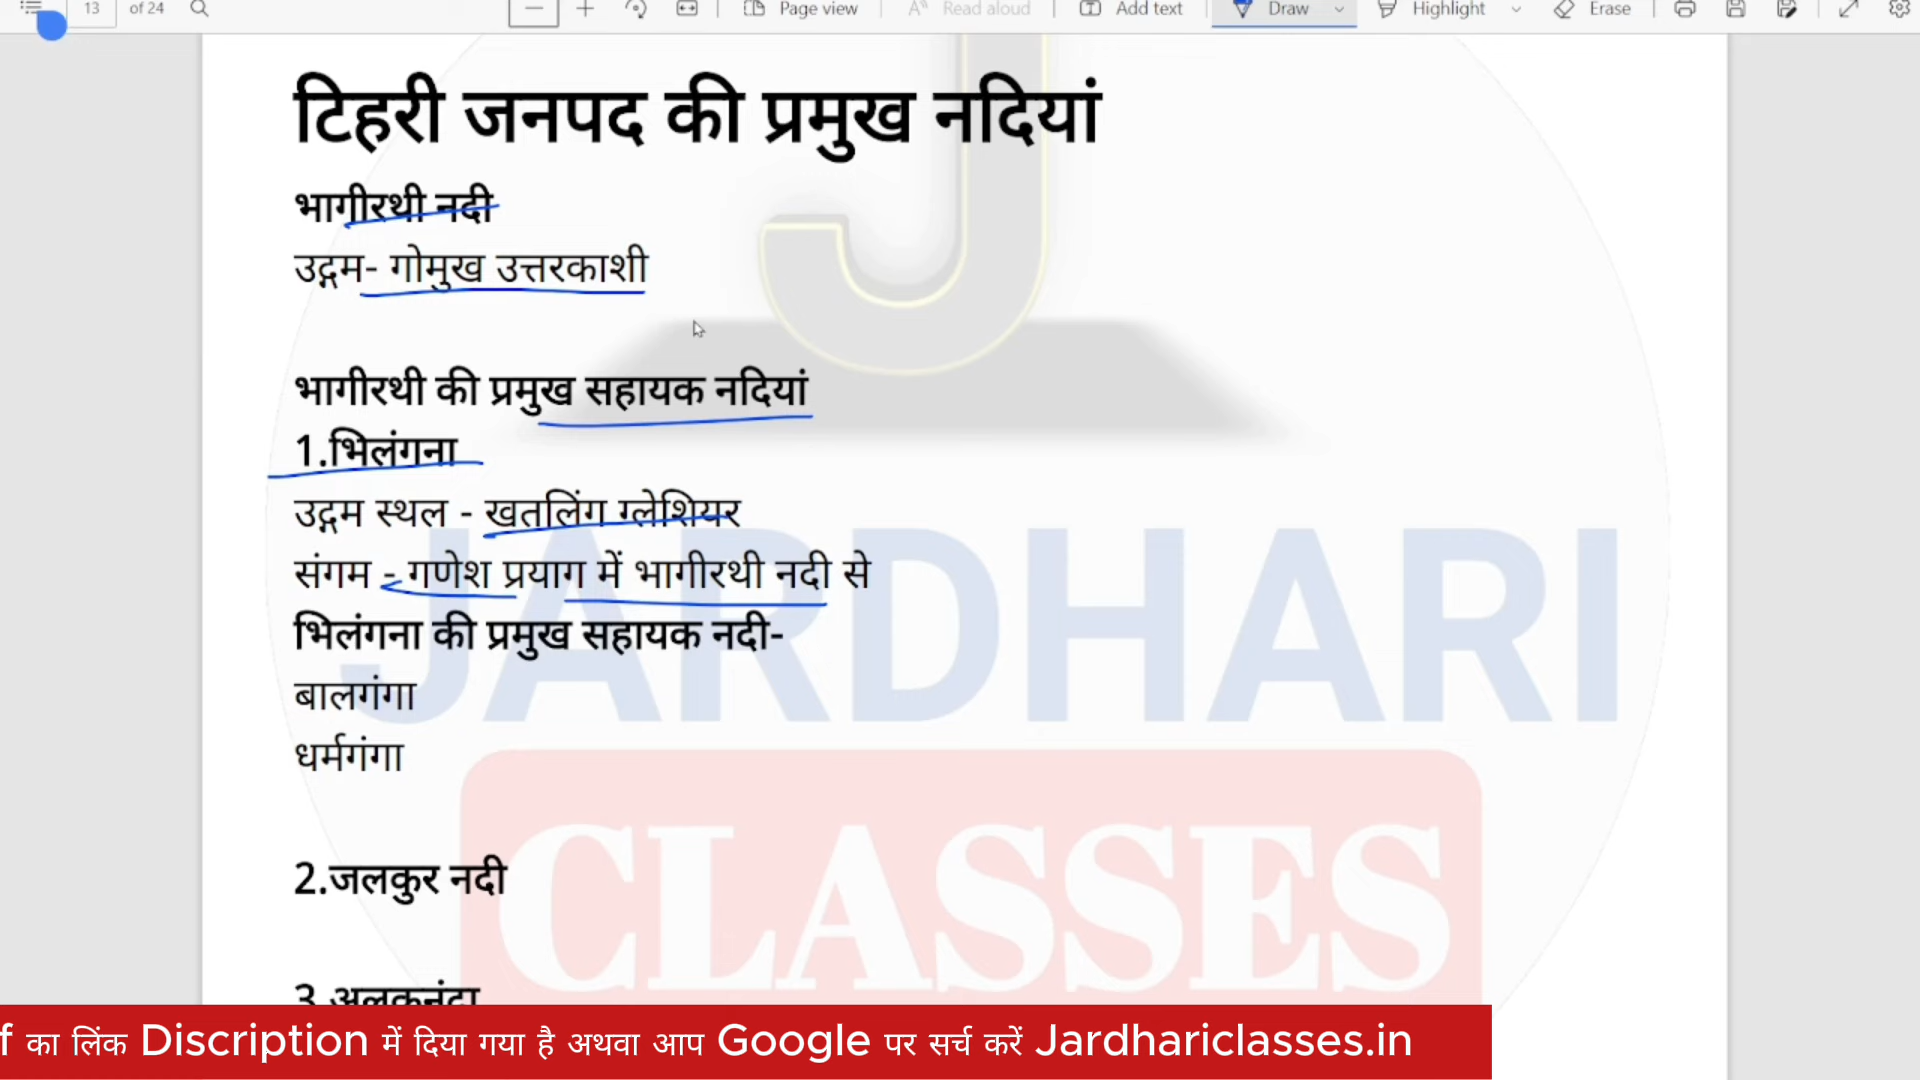 13 of 24 Page view Read aloud Add text Draw Highlight Erase
टिहरी जनपद की प्रमुख नदियां
भागीरथी नदी
उद्गम- गोमुख उत्तरकाशी
भागीरथी की प्रमुख सहायक नदियां
1.भिलंगना
उद्गम स्थल - खतलिंग ग्लेशियर
संगम - गणेश प्रयाग में भागीरथी नदी से
भिलंगना की प्रमुख सहायक नदी-
बालगंगा
धर्मगंगा
2.जलकुर नदी
3.अलकनंदा
J
JARDHARI
CLASSES
f का लिंक Discription में दिया गया है अथवा आप Google पर सर्च करें Jardhariclasses.in